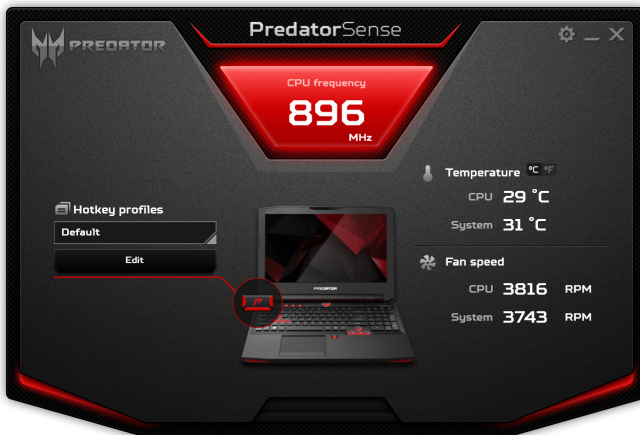 PredatorSense
PREDATOR
CPU frequency
896
MHz
Temperature °C °F
CPU 29 °C
System 31 °C
Hotkey profiles
Default
Edit
Fan speed
CPU 3816 RPM
System 3743 RPM
PREDATOR
P